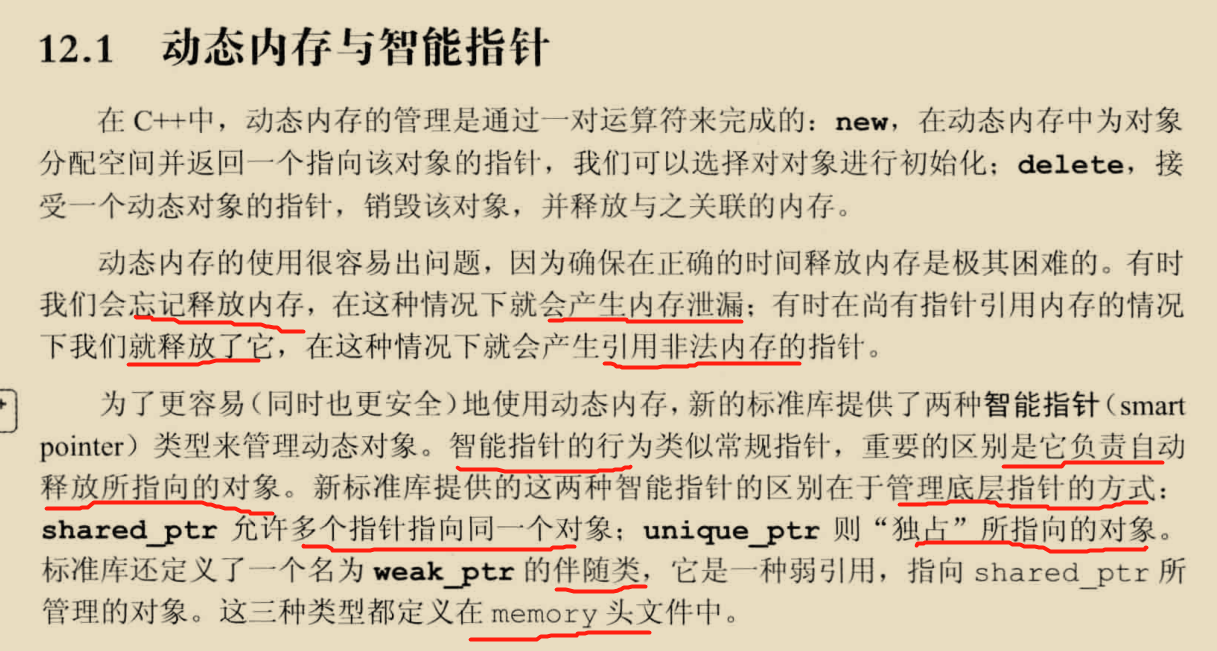 12.1 动态内存与智能指针
在 C++中，动态内存的管理是通过一对运算符来完成的：new，在动态内存中为对象
分配空间并返回一个指向该对象的指针，我们可以选择对对象进行初始化；delete，接
受一个动态对象的指针，销毁该对象，并释放与之关联的内存。
动态内存的使用很容易出问题，因为确保在正确的时间释放内存是极其困难的。有时
我们会忘记释放内存，在这种情况下就会产生内存泄漏；有时在尚有指针引用内存的情况
下我们就释放了它，在这种情况下就会产生引用非法内存的指针。
为了更容易（同时也更安全）地使用动态内存，新的标准库提供了两种智能指针（smart
pointer）类型来管理动态对象。智能指针的行为类似常规指针，重要的区别是它负责自动
释放所指向的对象。新标准库提供的这两种智能指针的区别在于管理底层指针的方式：
shared_ptr 允许多个指针指向同一个对象；unique_ptr 则“独占”所指向的对象。
标准库还定义了一个名为 weak_ptr 的伴随类，它是一种弱引用，指向 shared_ptr 所
管理的对象。这三种类型都定义在 memory 头文件中。